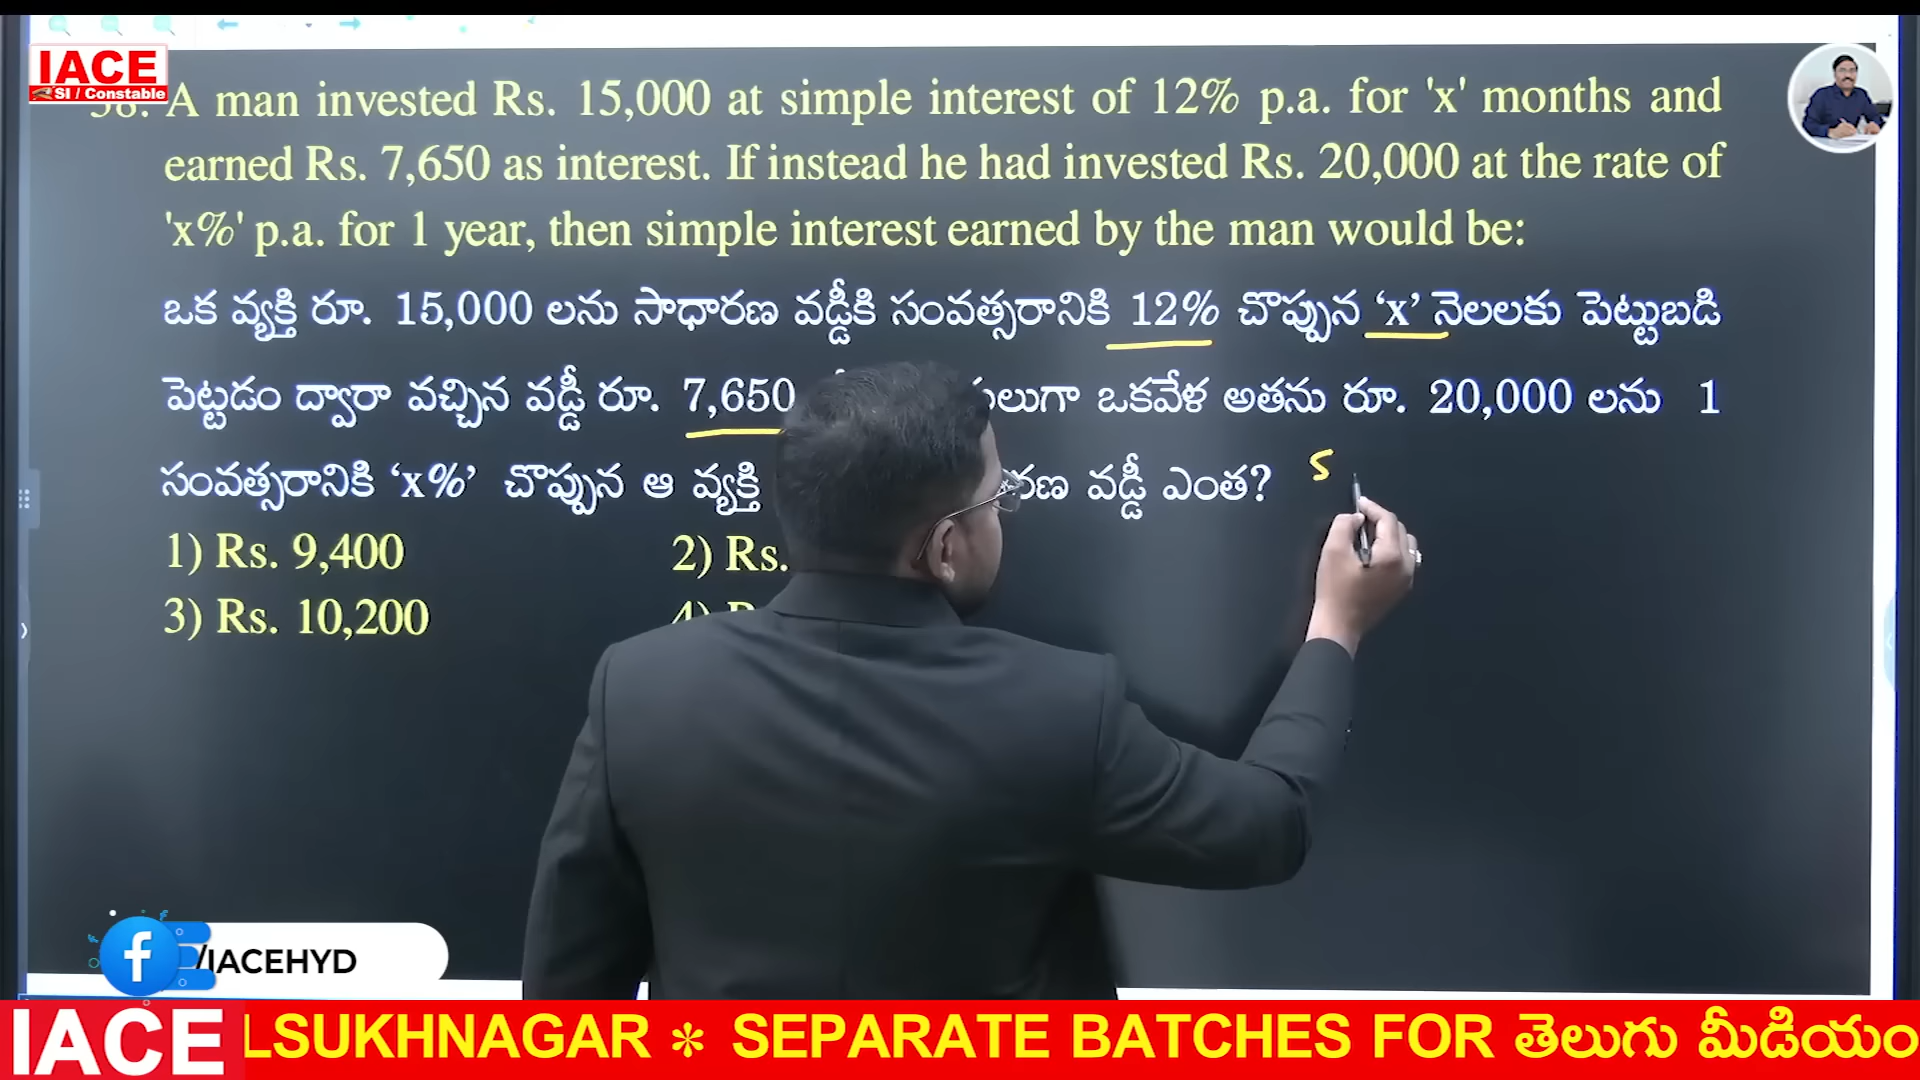 IACE
SI / Constable
A man invested Rs. 15,000 at simple interest of 12% p.a. for 'x' months and
earned Rs. 7,650 as interest. If instead he had invested Rs. 20,000 at the rate of
'x%' p.a. for 1 year, then simple interest earned by the man would be:
ఒక వ్యక్తి రూ. 15,000 లను సాధారణ వడ్డీకి సంవత్సరానికి 12% చొప్పున ‘x’ నెలలకు పెట్టుబడి
పెట్టడం ద్వారా వచ్చిన వడ్డీ రూ. 7,650 ఒకవేళ అతను రూ. 20,000 లను 1
సంవత్సరానికి ‘x%’ చొప్పున ఆ వ్యక్తి వడ్డీ ఎంత? S
1) Rs. 9,400 2) Rs.
3) Rs. 10,200 4)
/IACEHYD
IACE LSUKHNAGAR * SEPARATE BATCHES FOR తెలుగు మీడియం